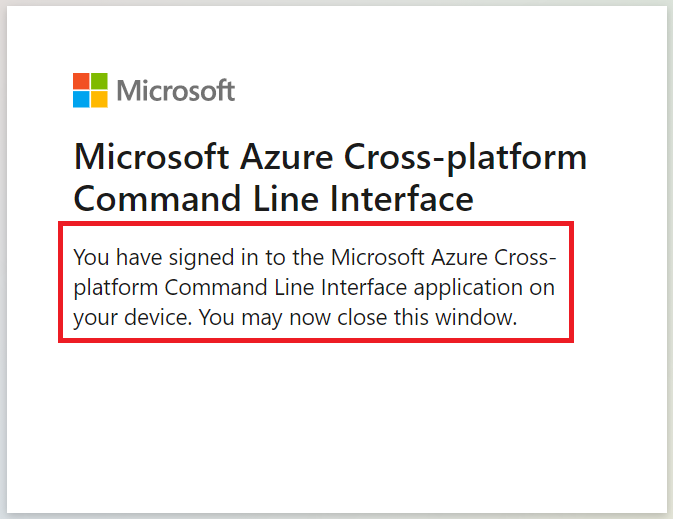 Microsoft
Microsoft Azure Cross-platform
Command Line Interface
You have signed in to the Microsoft Azure Cross-
platform Command Line Interface application on
your device. You may now close this window.